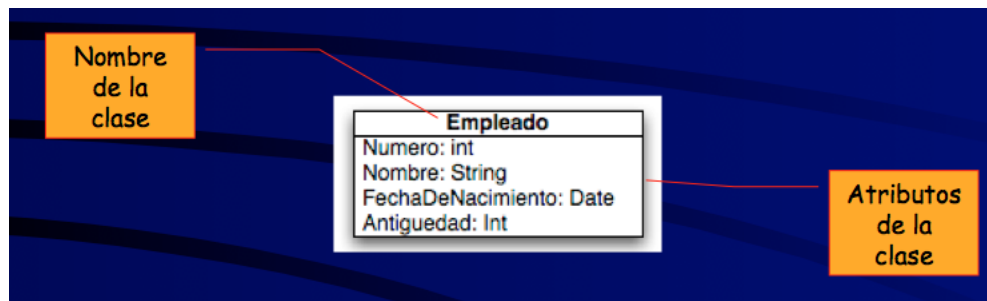 Nombre
de la
clase
Empleado
Numero: int
Nombre: String
FechaDeNacimiento: Date
Antiguedad: Int
Atributos
de la
clase